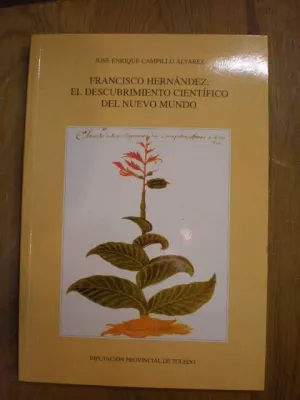 JOSÉ ENRIQUE CAMPILLO ÁLVAREZ
FRANCISCO HERNÁNDEZ:
EL DESCUBRIMIENTO CIENTÍFICO
DEL NUEVO MUNDO
DIPUTACIÓN PROVINCIAL DE TOLEDO